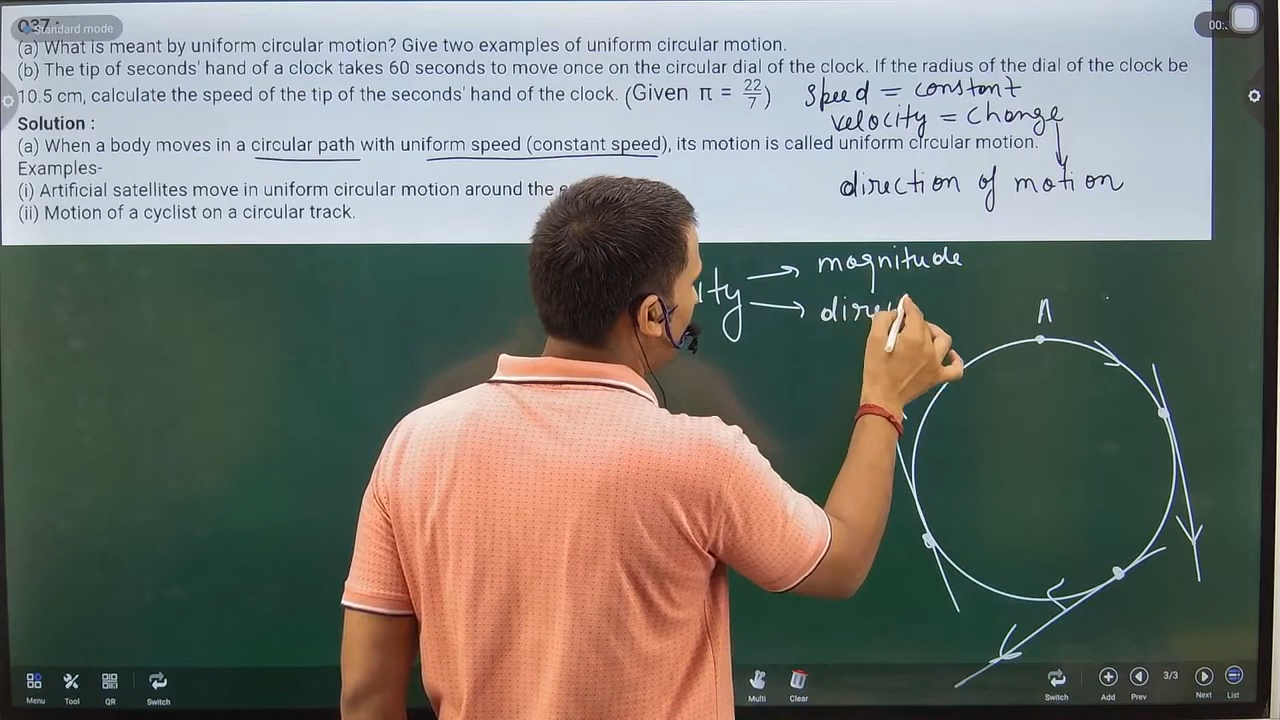 Q37 :
Standard mode
00:
(a) What is meant by uniform circular motion? Give two examples of uniform circular motion.
(b) The tip of seconds' hand of a clock takes 60 seconds to move once on the circular dial of the clock. If the radius of the dial of the clock be
10.5 cm, calculate the speed of the tip of the seconds' hand of the clock. (Given π = 22/7)
speed = constant
velocity = change
Solution :
(a) When a body moves in a circular path with uniform speed (constant speed), its motion is called uniform circular motion.
Examples-
(i) Artificial satellites move in uniform circular motion around the
direction of motion
(ii) Motion of a cyclist on a circular track.
ity → magnitude
→ dire
A
Menu
Tool
QR
Switch
Multi
Clear
Switch
Add
Prev
3/3
Next
List